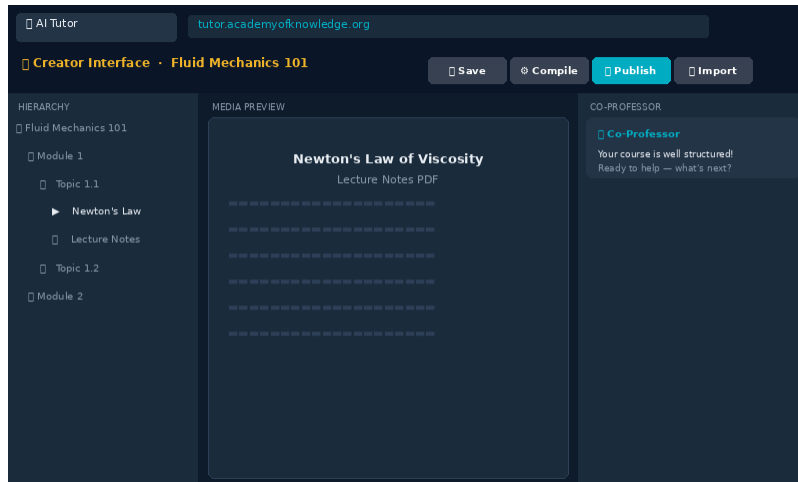 AI Tutor
tutor.academyofknowledge.org
Creator Interface · Fluid Mechanics 101
Save
⚙ Compile
Publish
Import
HIERARCHY
Fluid Mechanics 101
Module 1
Topic 1.1
▶ Newton's Law
Lecture Notes
Topic 1.2
Module 2
MEDIA PREVIEW
Newton's Law of Viscosity
Lecture Notes PDF
CO-PROFESSOR
Co-Professor
Your course is well structured!
Ready to help — what's next?